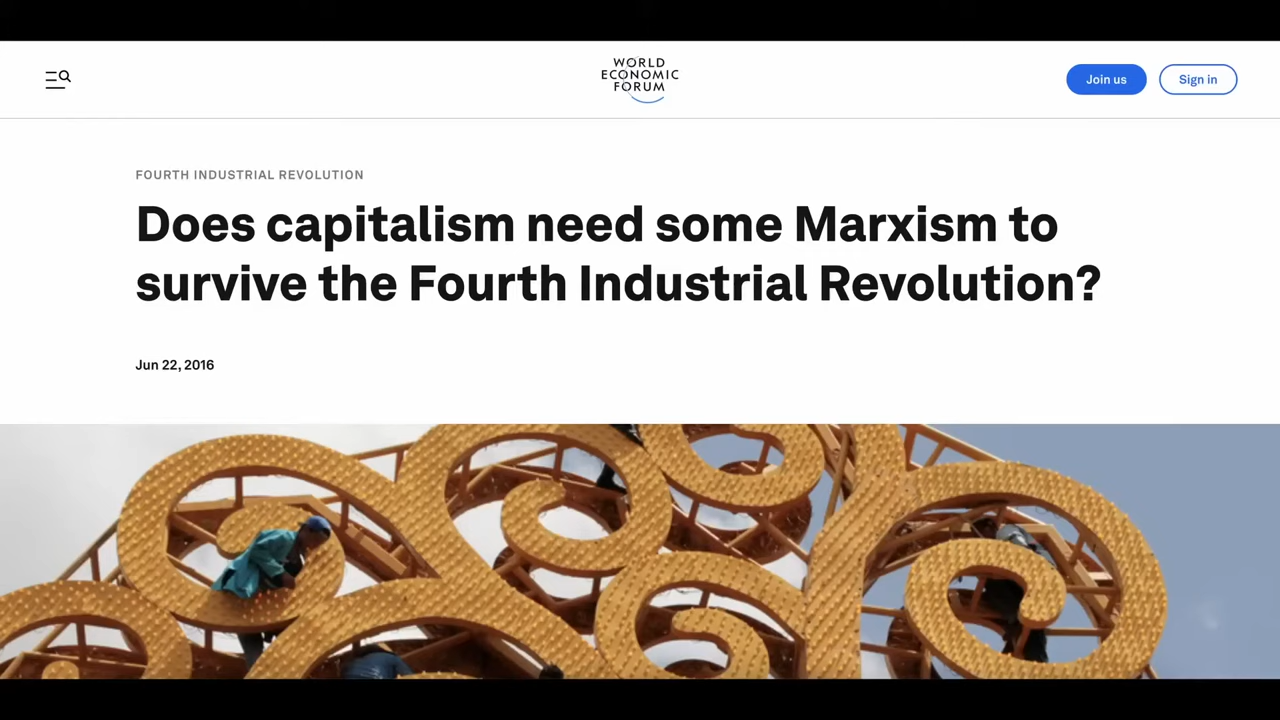 WORLD
ECONOMIC
FORUM
Join us
Sign in
FOURTH INDUSTRIAL REVOLUTION
Does capitalism need some Marxism to
survive the Fourth Industrial Revolution?
Jun 22, 2016